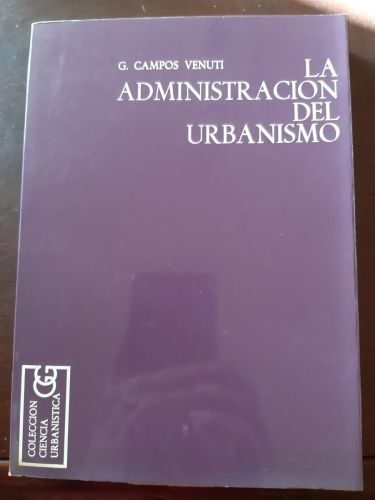 G. CAMPOS VENUTI
LA
ADMINISTRACION
DEL
URBANISMO
GG
COLECCION
CIENCIA
URBANISTICA